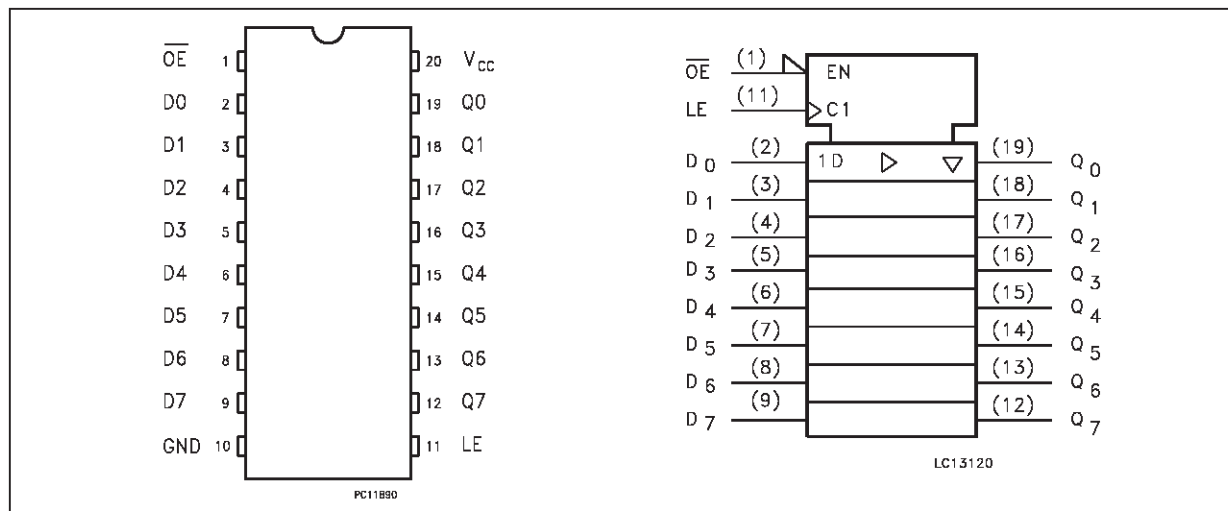 OE 1 20 VCC
D0 2 19 Q0
D1 3 18 Q1
D2 4 17 Q2
D3 5 16 Q3
D4 6 15 Q4
D5 7 14 Q5
D6 8 13 Q6
D7 9 12 Q7
GND 10 11 LE
PC11890
OE (1) EN
LE (11) C1
D0 (2) 1D (19) Q0
D1 (3) (18) Q1
D2 (4) (17) Q2
D3 (5) (16) Q3
D4 (6) (15) Q4
D5 (7) (14) Q5
D6 (8) (13) Q6
D7 (9) (12) Q7
LC13120